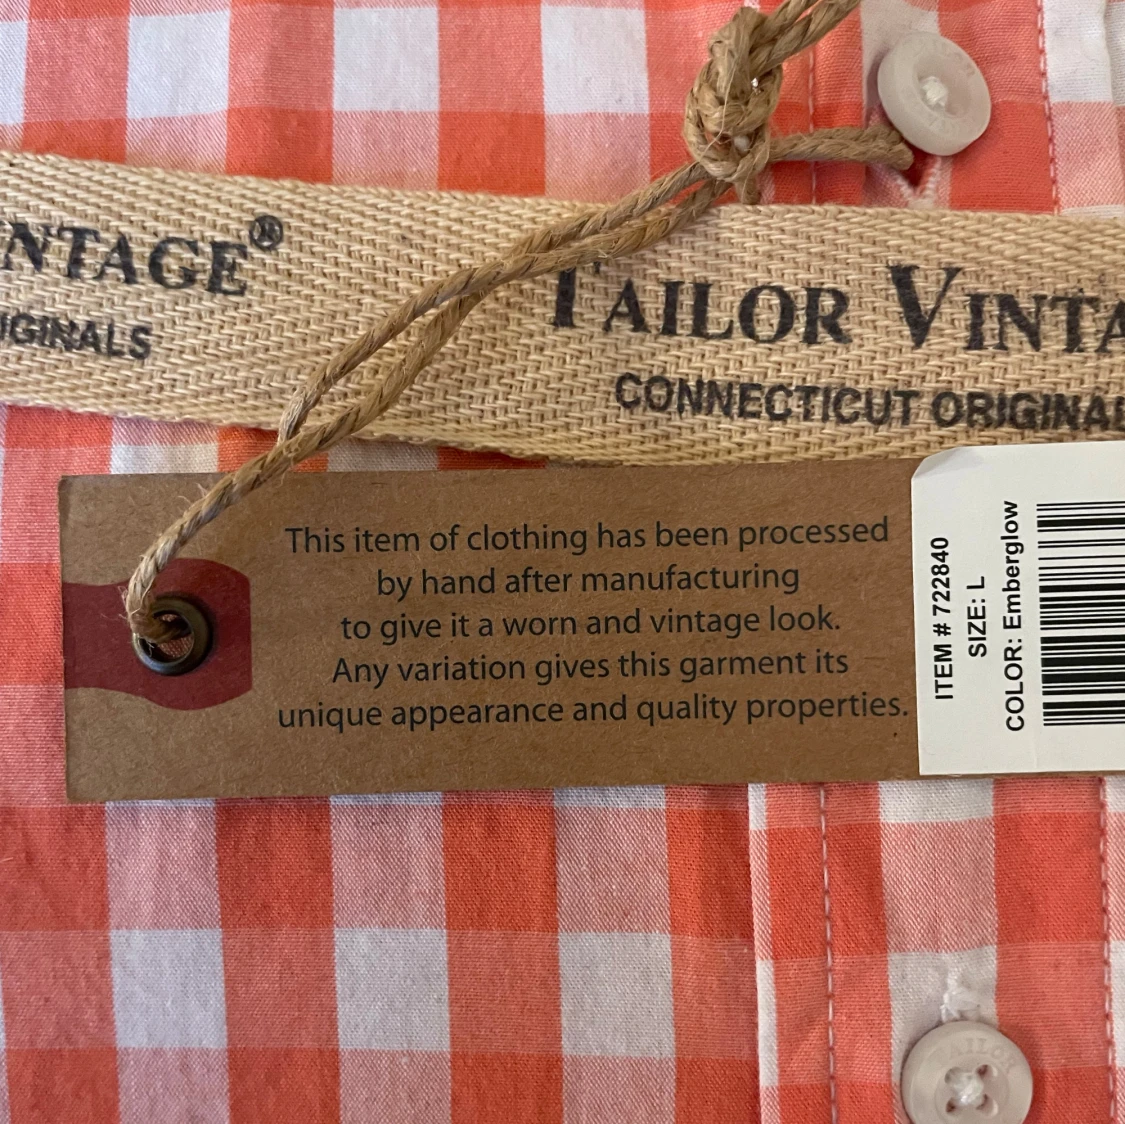 NTAGE®
IGINALS
TAILOR VINTA
CONNECTICUT ORIGINAL
This item of clothing has been processed
by hand after manufacturing
to give it a worn and vintage look.
Any variation gives this garment its
unique appearance and quality properties.
ITEM # 722840
SIZE: L
COLOR: Emberglow
TAILOR